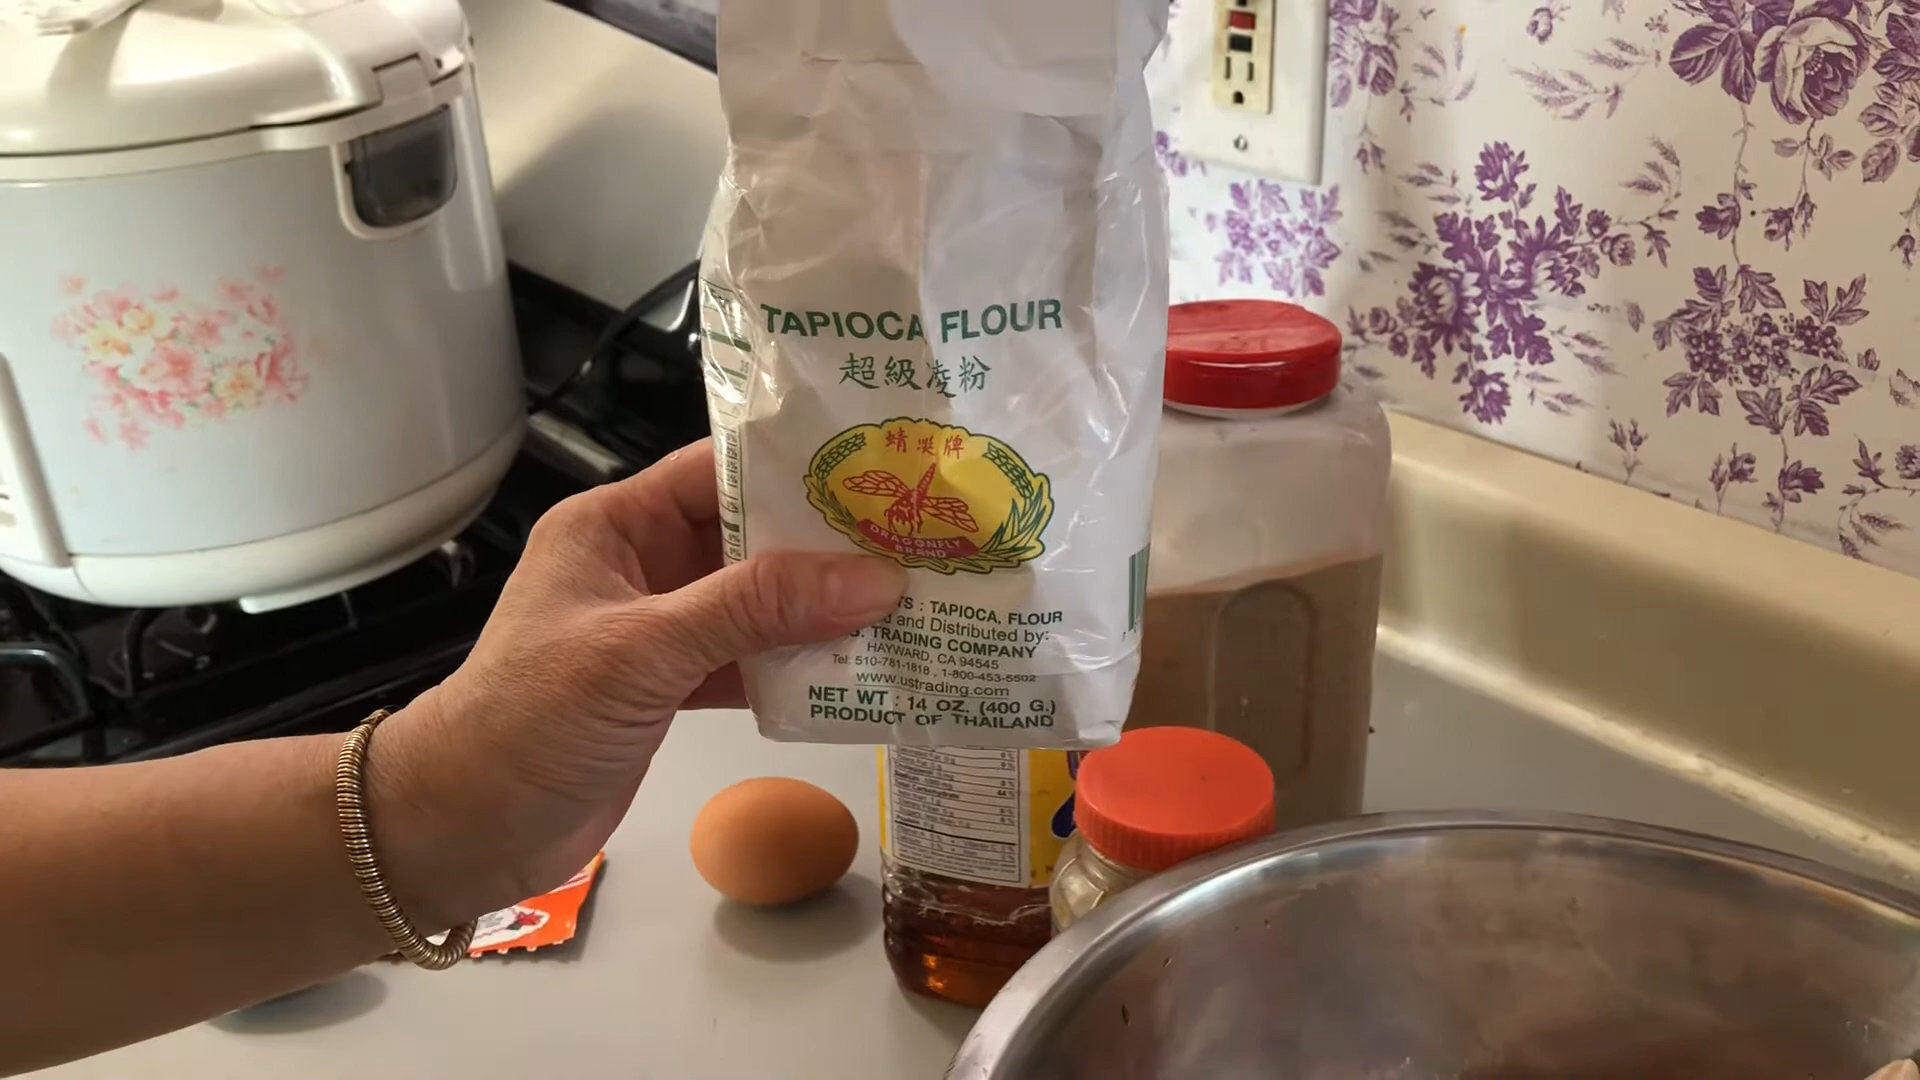 TAPIOCA FLOUR
超級凌粉
蜻蜓牌
DRAGONFLY
BRAND
TS : TAPIOCA, FLOUR
and Distributed by:
TRADING COMPANY
HAYWARD, CA 94545
Tel: 510-781-1818 , 1-800-453-5502
www.ustrading.com
NET WT : 14 OZ. (400 G.)
PRODUCT OF THAILAND